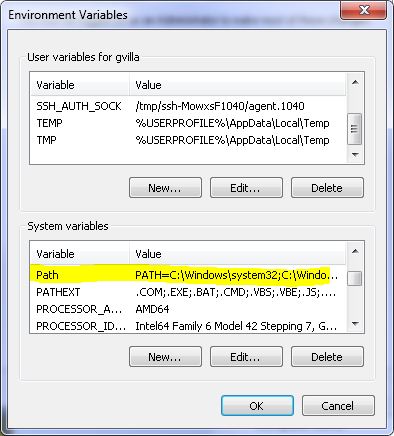 Environment Variables
User variables for gvilla
Variable Value
SSH_AUTH_SOCK /tmp/ssh-MowxsF1040/agent.1040
TEMP %USERPROFILE%\AppData\Local\Temp
TMP %USERPROFILE%\AppData\Local\Temp
New... Edit... Delete
System variables
Variable Value
Path PATH=C:\Windows\system32;C:\Windo...
PATHEXT .COM;.EXE;.BAT;.CMD;.VBS;.VBE;.JS;....
PROCESSOR_A... AMD64
PROCESSOR_ID... Intel64 Family 6 Model 42 Stepping 7, G...
New... Edit... Delete
OK Cancel